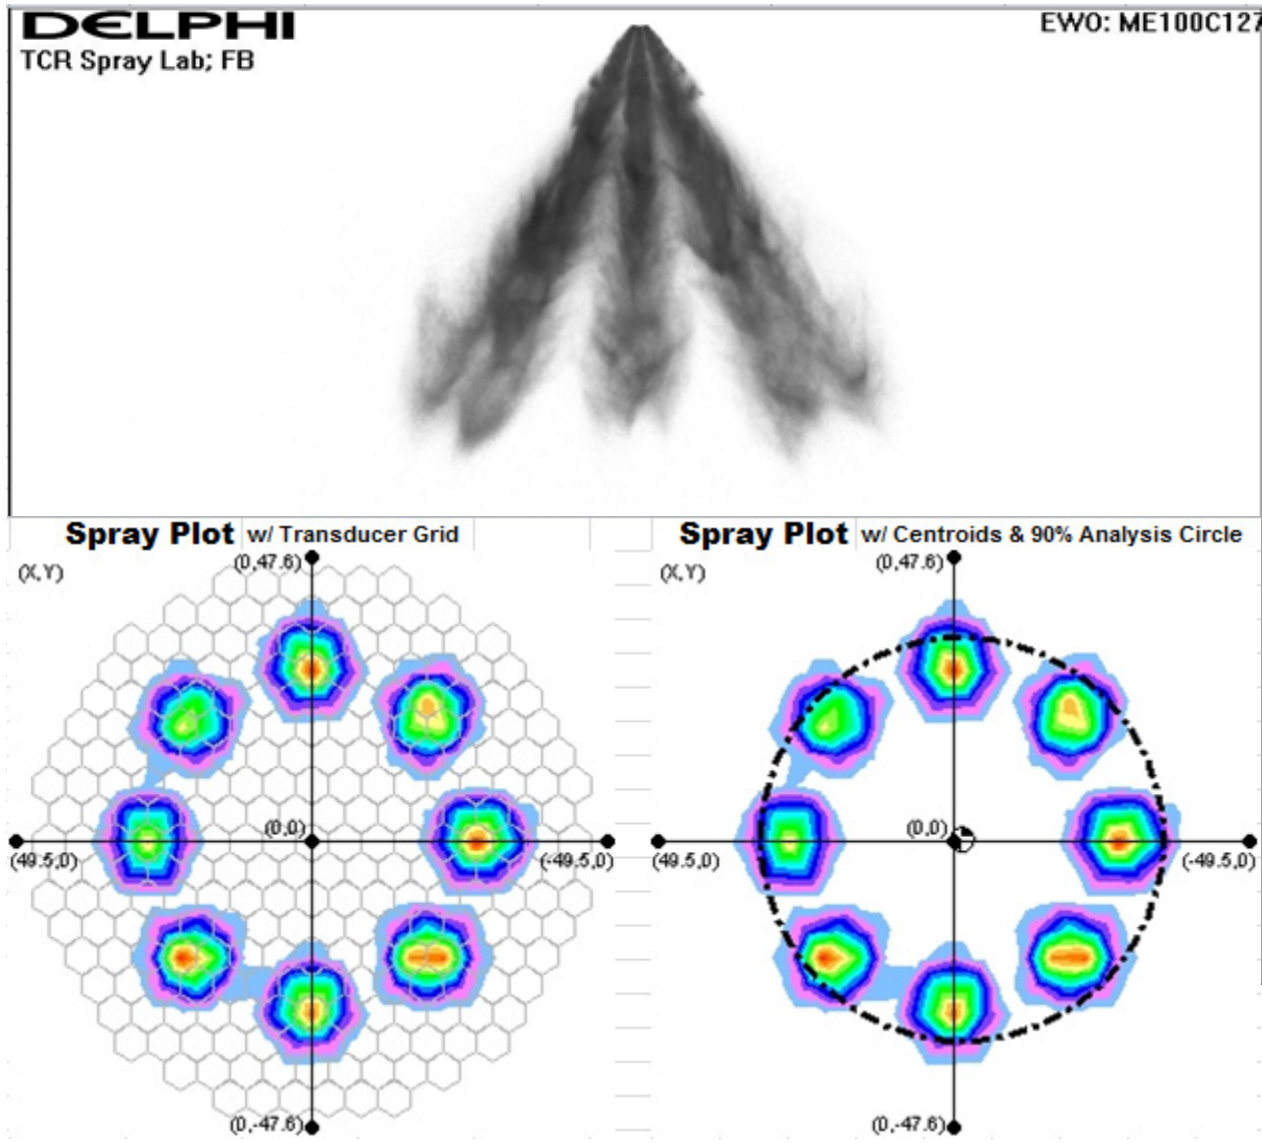 DELPHI
EWO: ME100C127
TCR Spray Lab; FB
Spray Plot w/ Transducer Grid
(0,47.6)
(X,Y)
(0,0)
(49.5,0)
(-49.5,0)
(0,-47.6)
Spray Plot w/ Centroids & 90% Analysis Circle
(0,47.6)
(X,Y)
(0,0)
(49.5,0)
(-49.5,0)
(0,-47.6)